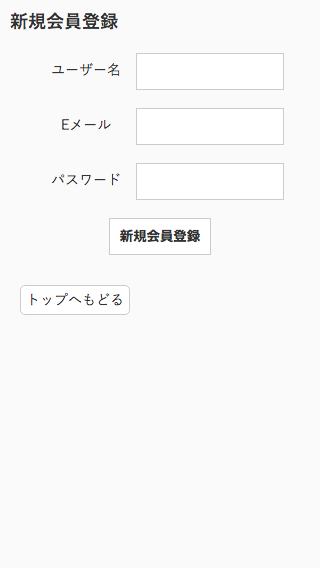 新規会員登録
ユーザー名
Eメール
パスワード
新規会員登録
トップへもどる